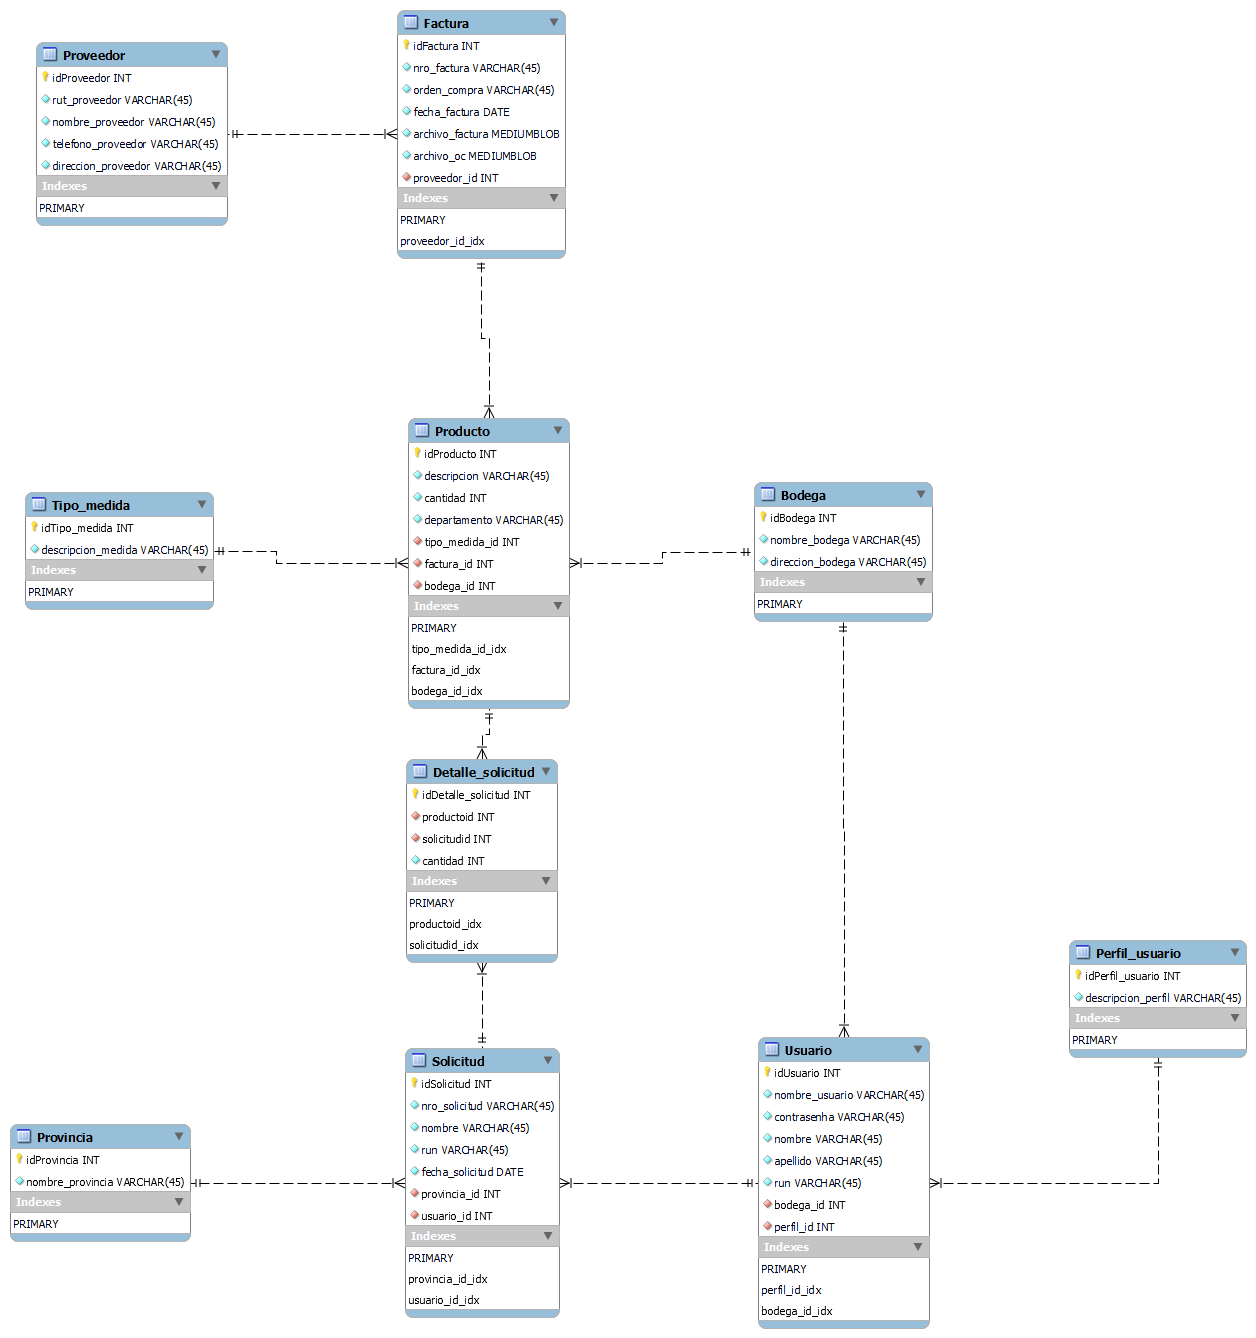 Proveedor
idProveedor INT
rut_proveedor VARCHAR(45)
nombre_proveedor VARCHAR(45)
telefono_proveedor VARCHAR(45)
direccion_proveedor VARCHAR(45)
Indexes
PRIMARY
Factura
idFactura INT
nro_factura VARCHAR(45)
orden_compra VARCHAR(45)
fecha_factura DATE
archivo_factura MEDIUMBLOB
archivo_oc MEDIUMBLOB
proveedor_id INT
Indexes
PRIMARY
proveedor_id_idx
Tipo_medida
idTipo_medida INT
descripcion_medida VARCHAR(45)
Indexes
PRIMARY
Producto
idProducto INT
descripcion VARCHAR(45)
cantidad INT
departamento VARCHAR(45)
tipo_medida_id INT
factura_id INT
bodega_id INT
Indexes
PRIMARY
tipo_medida_id_idx
factura_id_idx
bodega_id_idx
Bodega
idBodega INT
nombre_bodega VARCHAR(45)
direccion_bodega VARCHAR(45)
Indexes
PRIMARY
Detalle_solicitud
idDetalle_solicitud INT
productoid INT
solicitudid INT
cantidad INT
Indexes
PRIMARY
productoid_idx
solicitudid_idx
Perfil_usuario
idPerfil_usuario INT
descripcion_perfil VARCHAR(45)
Indexes
PRIMARY
Provincia
idProvincia INT
nombre_provincia VARCHAR(45)
Indexes
PRIMARY
Solicitud
idSolicitud INT
nro_solicitud VARCHAR(45)
nombre VARCHAR(45)
run VARCHAR(45)
fecha_solicitud DATE
provincia_id INT
usuario_id INT
Indexes
PRIMARY
provincia_id_idx
usuario_id_idx
Usuario
idUsuario INT
nombre_usuario VARCHAR(45)
contrasenha VARCHAR(45)
nombre VARCHAR(45)
apellido VARCHAR(45)
run VARCHAR(45)
bodega_id INT
perfil_id INT
Indexes
PRIMARY
perfil_id_idx
bodega_id_idx